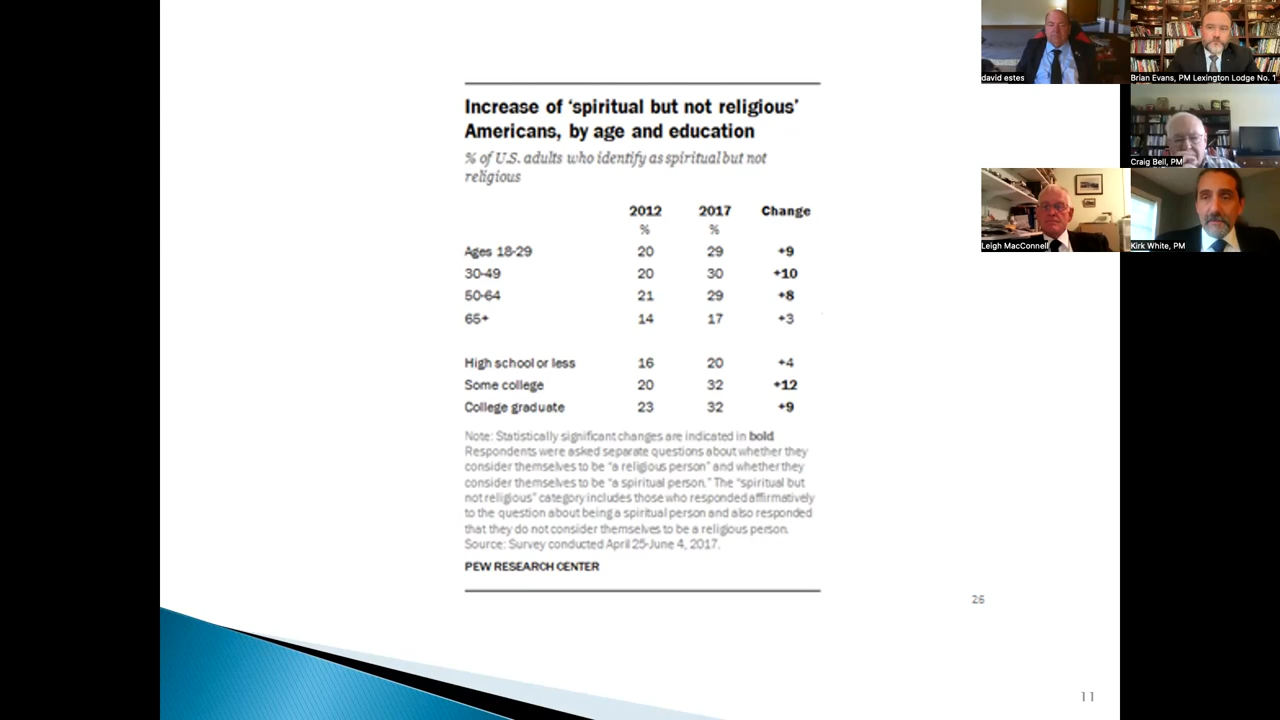 Increase of ‘spiritual but not religious’
Americans, by age and education
% of U.S. adults who identify as spiritual but not
religious
2012 2017 Change
% %
Ages 18-29 20 29 +9
30-49 20 30 +10
50-64 21 29 +8
65+ 14 17 +3
High school or less 16 20 +4
Some college 20 32 +12
College graduate 23 32 +9
Note: Statistically significant changes are indicated in bold.
Respondents were asked separate questions about whether they
consider themselves to be “a religious person” and whether they
consider themselves to be “a spiritual person.” The “spiritual but
not religious” category includes those who responded affirmatively
to the question about being a spiritual person and also responded
that they do not consider themselves to be a religious person.
Source: Survey conducted April 25-June 4, 2017.
PEW RESEARCH CENTER
26
11
david estes
Brian Evans, PM Lexington Lodge No. 1
Craig Bell, PM
Leigh MacConnell
Kirk White, PM